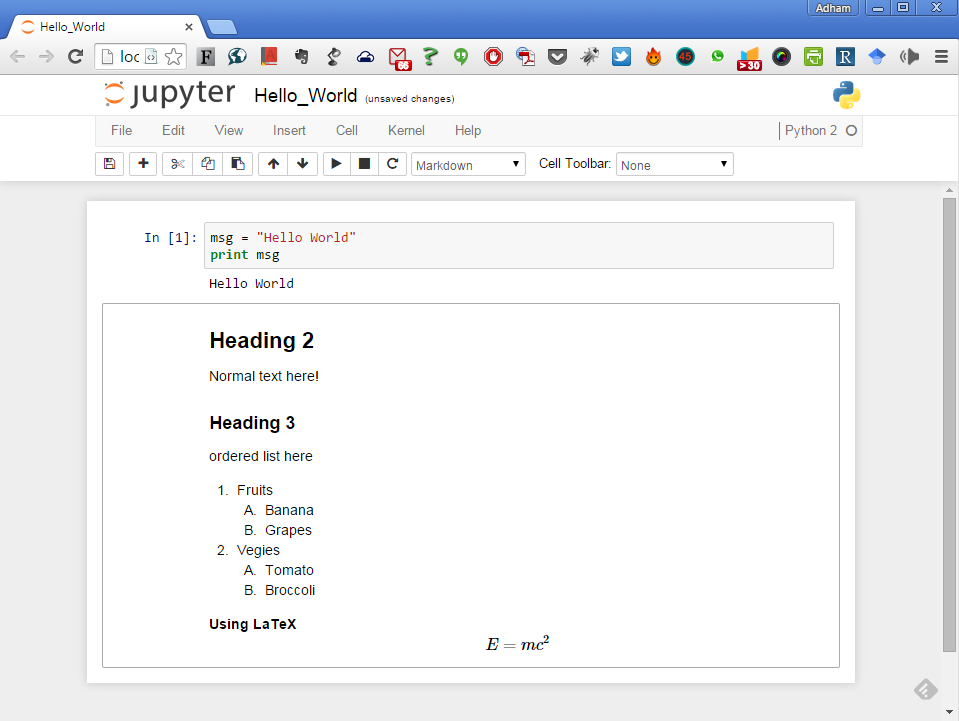 Adham
Hello_World
loc
F
66
45
>30
R
jupyter Hello_World (unsaved changes)
File Edit View Insert Cell Kernel Help Python 2
Markdown Cell Toolbar: None
In [1]: msg = "Hello World"
print msg
Hello World
Heading 2
Normal text here!
Heading 3
ordered list here
1. Fruits
A. Banana
B. Grapes
2. Vegies
A. Tomato
B. Broccoli
Using LaTeX
E = mc²